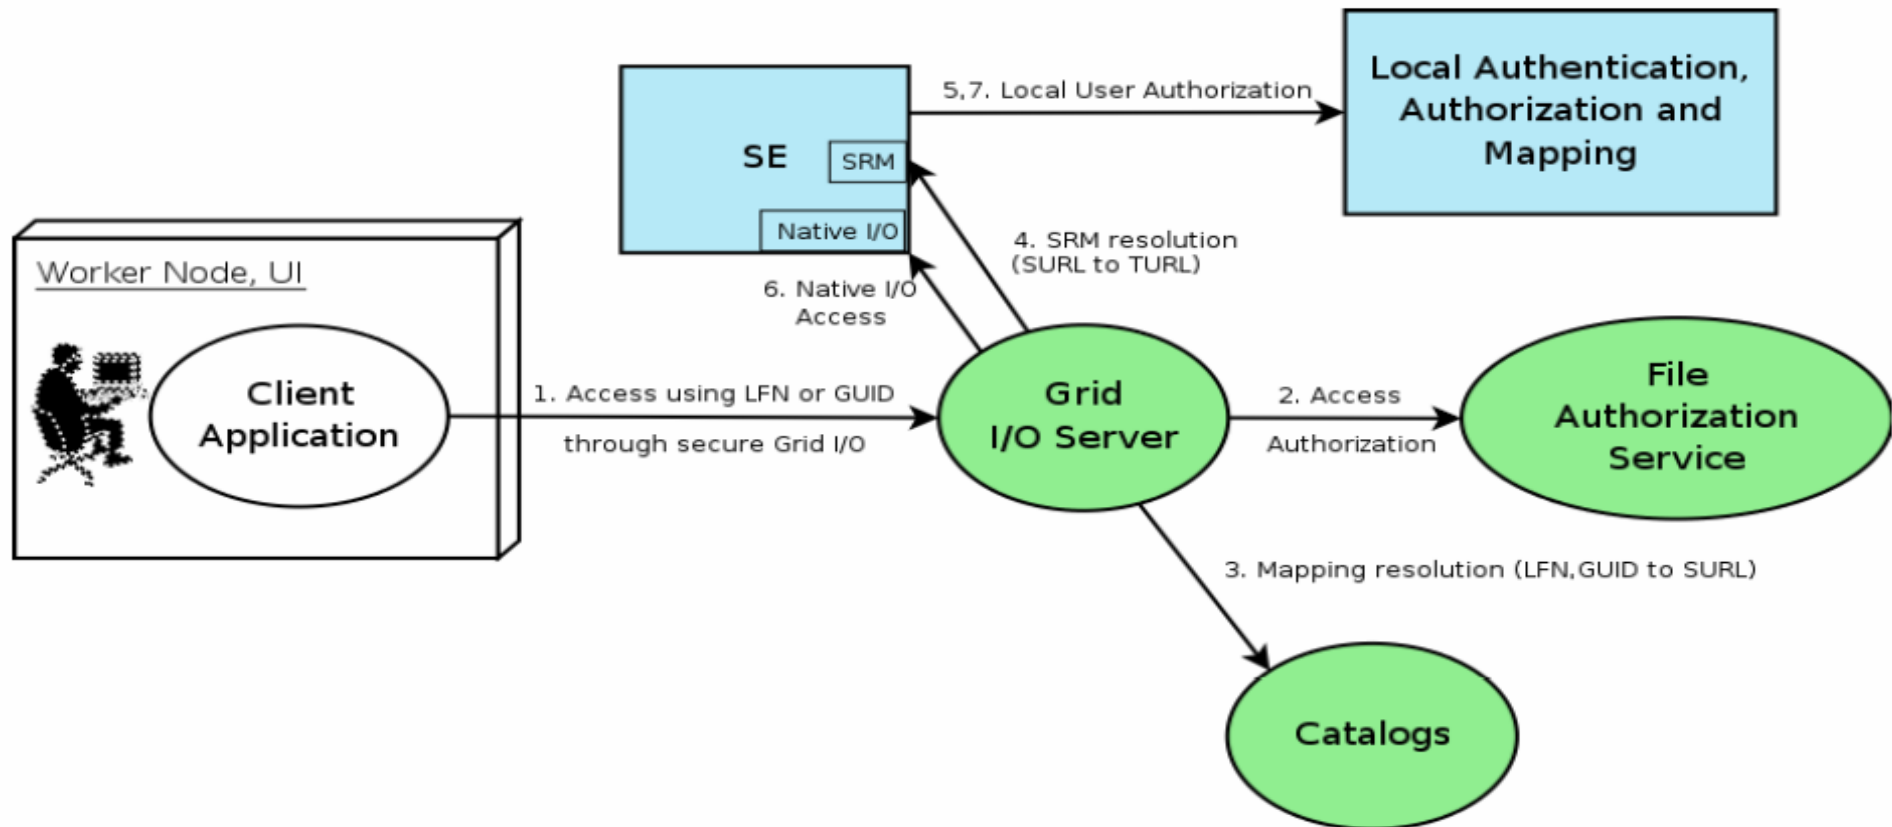 Local Authentication,
Authorization and
Mapping
5,7. Local User Authorization
SE
SRM
Native I/O
4. SRM resolution
(SURL to TURL)
6. Native I/O
Access
Worker Node, UI
Client
Application
1. Access using LFN or GUID
through secure Grid I/O
Grid
I/O Server
2. Access
Authorization
File
Authorization
Service
3. Mapping resolution (LFN,GUID to SURL)
Catalogs